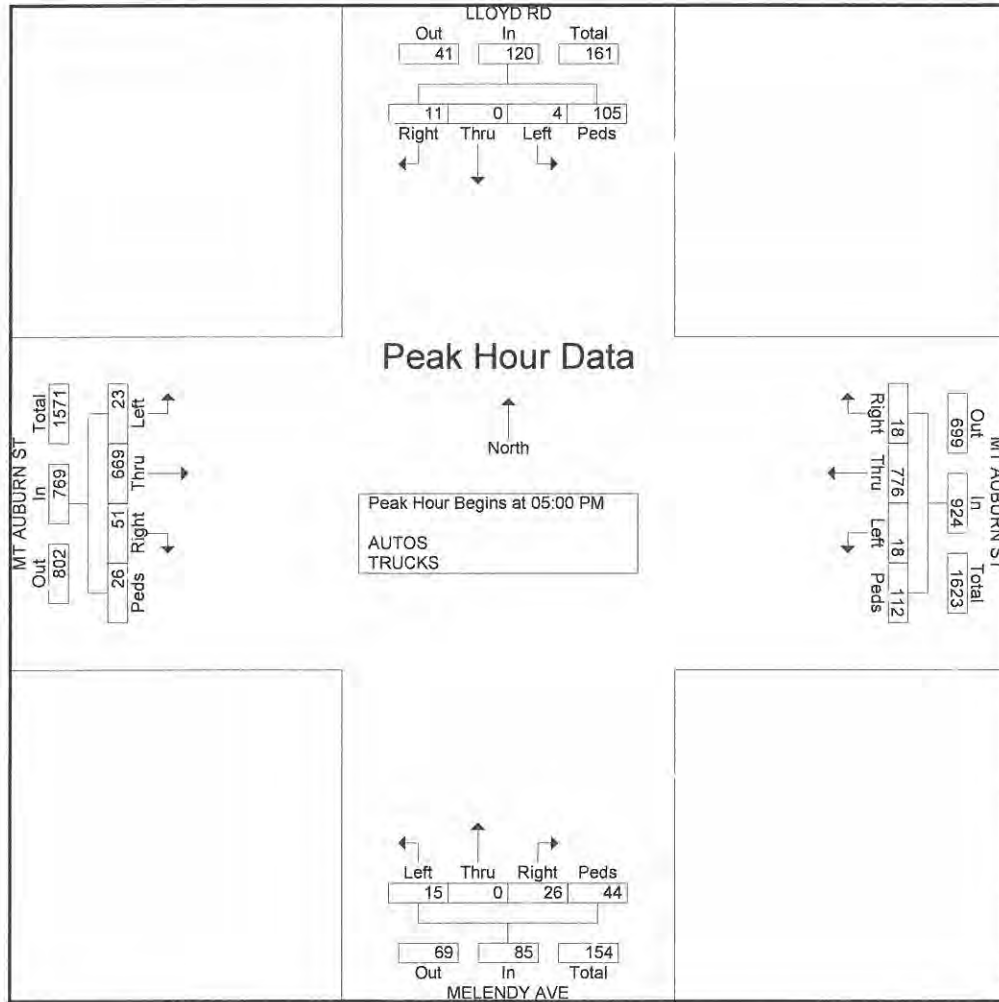 LLOYD RD
Out In Total
41 120 161
11 0 4 105
Right Thru Left Peds
Peak Hour Data
North
Peak Hour Begins at 05:00 PM
AUTOS
TRUCKS
MT AUBURN ST
Out In Total
802 769 1571
26 51 669 23
Peds Right Thru Left
Right Thru Left Peds
18 776 18 112
Out In Total
699 924 1623
MT AUBURN ST
Left Thru Right Peds
15 0 26 44
69 85 154
Out In Total
MELENDY AVE